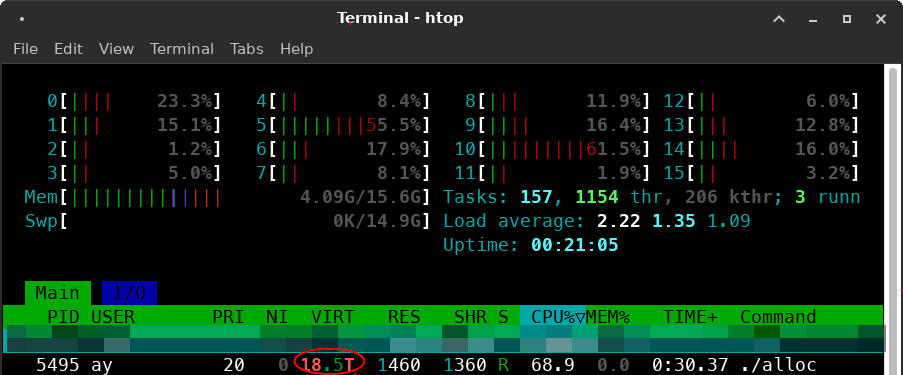 Terminal - htop
File Edit View Terminal Tabs Help
0[|||| 23.3%] 4[|| 8.4%] 8[||| 11.9%] 12[|| 6.0%]
1[||| 15.1%] 5[||||||||55.5%] 9[|||| 16.4%] 13[||| 12.8%]
2[|| 1.2%] 6[||| 17.9%] 10[|||||||||61.5%] 14[|||| 16.0%]
3[|| 5.0%] 7[|| 8.1%] 11[|| 1.9%] 15[|| 3.2%]
Mem[|||||||||||||| 4.09G/15.6G] Tasks: 157, 1154 thr, 206 kthr; 3 runn
Swp[ 0K/14.9G] Load average: 2.22 1.35 1.09
Uptime: 00:21:05
Main I/O
PID USER PRI NI VIRT RES SHR S CPU%▽MEM% TIME+ Command
5495 ay 20 0 18.5T 1460 1360 R 68.9 0.0 0:30.37 ./alloc